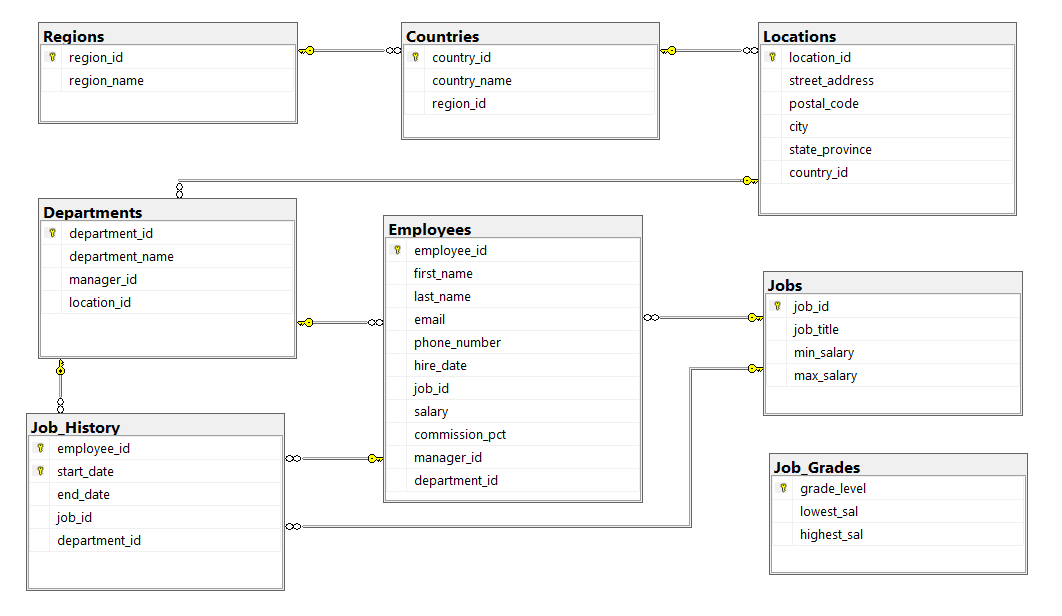 Regions
region_id
region_name
Countries
country_id
country_name
region_id
Locations
location_id
street_address
postal_code
city
state_province
country_id
Departments
department_id
department_name
manager_id
location_id
Employees
employee_id
first_name
last_name
email
phone_number
hire_date
job_id
salary
commission_pct
manager_id
department_id
Jobs
job_id
job_title
min_salary
max_salary
Job_History
employee_id
start_date
end_date
job_id
department_id
Job_Grades
grade_level
lowest_sal
highest_sal